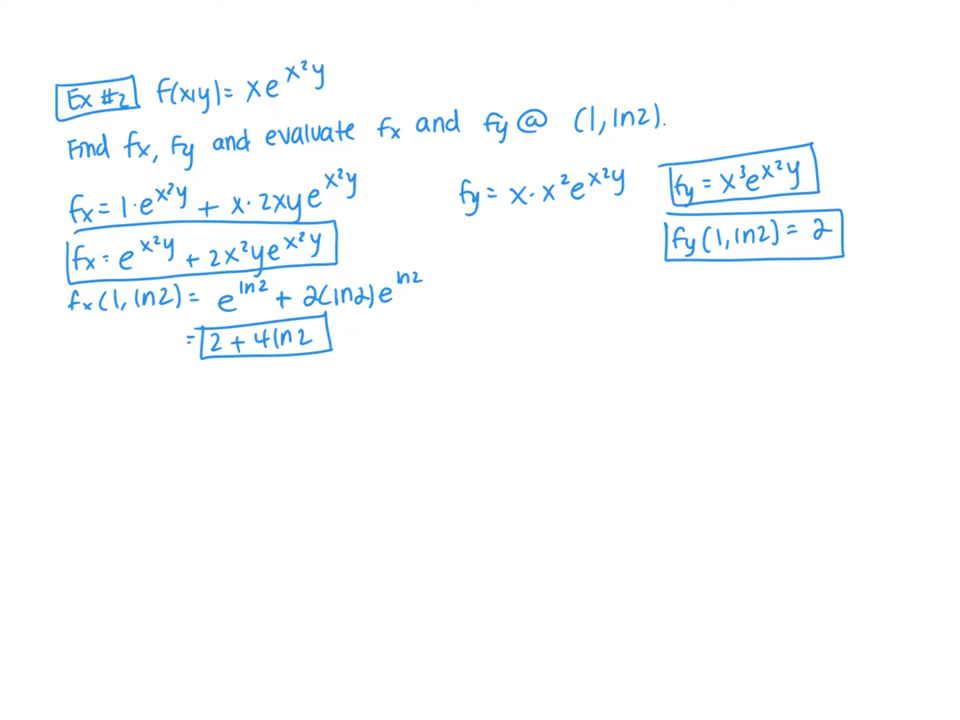 Ex #2 f(x,y) = xe^{x²y}
Find fx, fy and evaluate fx and fy @ (1, ln2).
fx = 1·e^{x²y} + x·2xye^{x²y}
fx = e^{x²y} + 2x²ye^{x²y}
fx(1, ln2) = e^{ln2} + 2(ln2)e^{ln2}
= 2 + 4ln2
fy = x·x²e^{x²y}
fy = x³e^{x²y}
fy(1, ln2) = 2